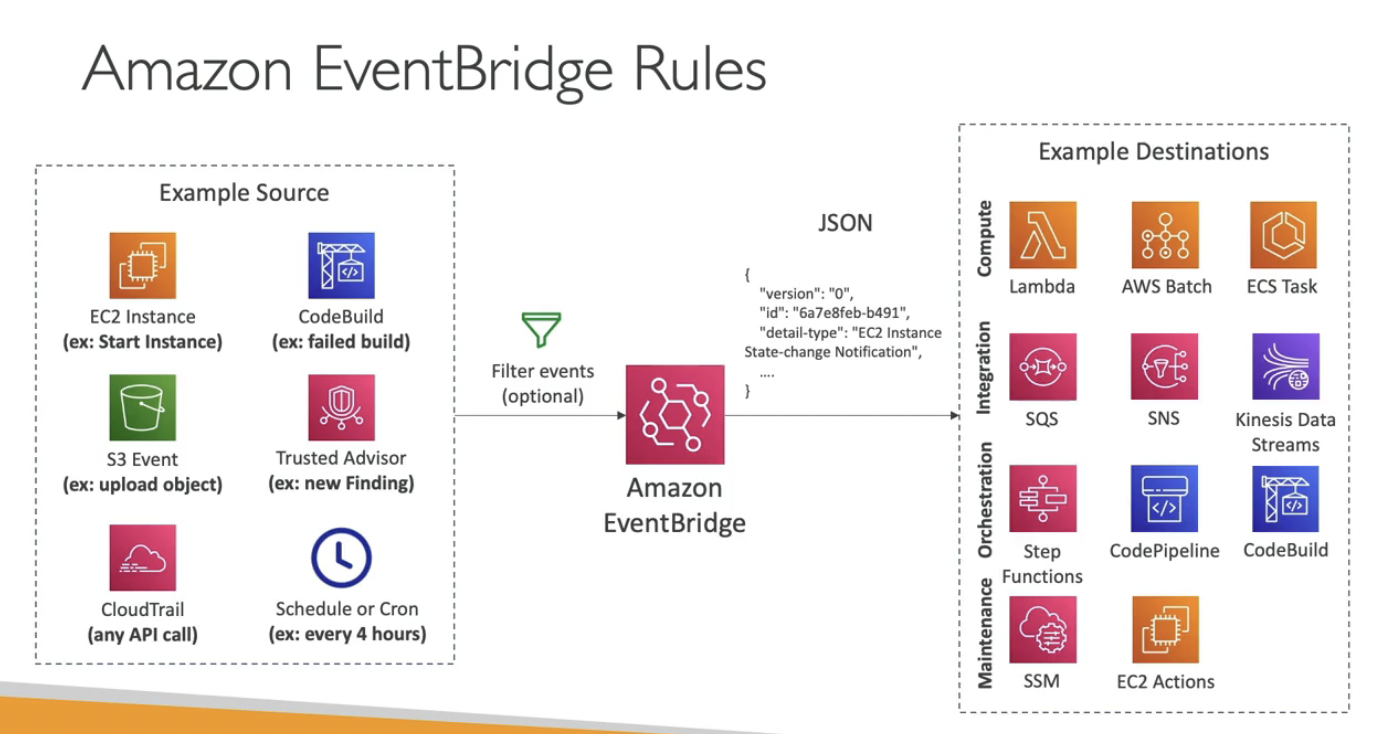 Amazon EventBridge Rules
Example Source
EC2 Instance
(ex: Start Instance)
CodeBuild
(ex: failed build)
S3 Event
(ex: upload object)
Trusted Advisor
(ex: new Finding)
CloudTrail
(any API call)
Schedule or Cron
(ex: every 4 hours)
Filter events
(optional)
Amazon
EventBridge
JSON
{
"version": "0",
"id": "6a7e8feb-b491",
"detail-type": "EC2 Instance
State-change Notification",
....
}
Example Destinations
Compute
Lambda
AWS Batch
ECS Task
Integration
SQS
SNS
Kinesis Data
Streams
Orchestration
Step
Functions
CodePipeline
CodeBuild
Maintenance
SSM
EC2 Actions